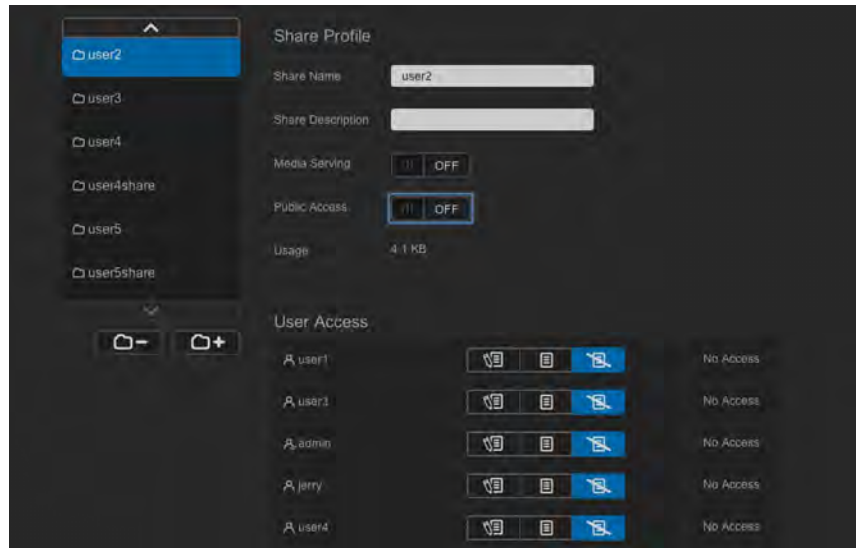 user2
user3
user4
user4share
user5
user5share
Share Profile
Share Name user2
Share Description
Media Serving OFF
Public Access OFF
Usage 4.1 KB
User Access
user1 No Access
user3 No Access
admin No Access
jerry No Access
user4 No Access